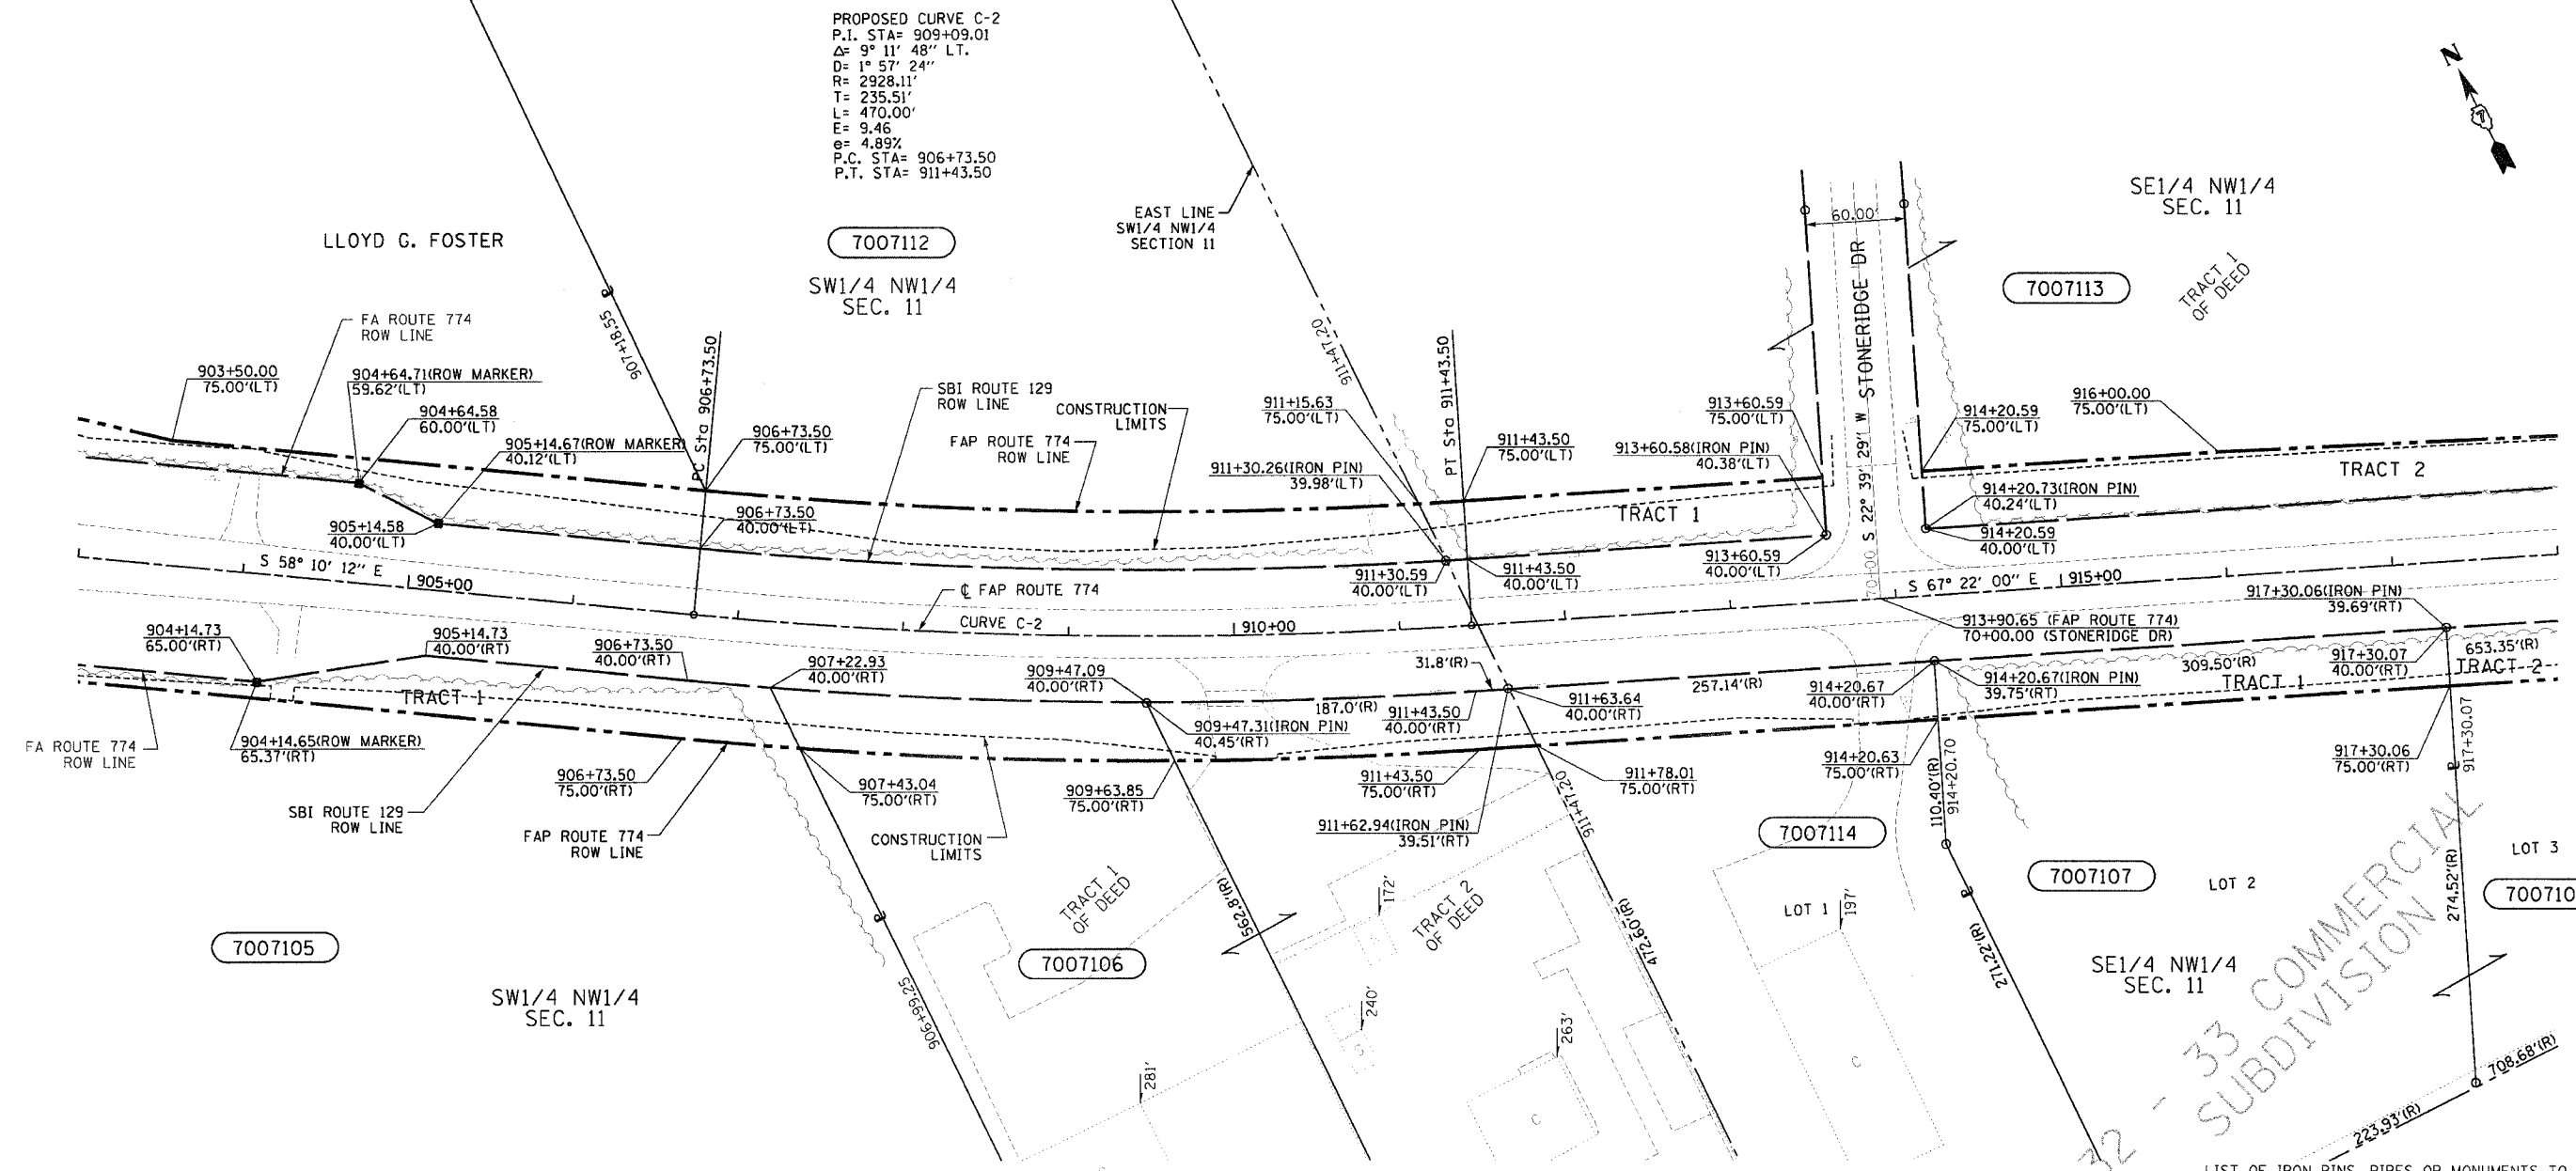 PROPOSED CURVE C-2
P.I. STA= 909+09.01
Δ= 9° 11' 48" LT.
D= 1° 57' 24"
R= 2928.11'
T= 235.51'
L= 470.00'
E= 9.46
e= 4.89%
P.C. STA= 906+73.50
P.T. STA= 911+43.50
N
7
LLOYD G. FOSTER
7007112
SW1/4 NW1/4
SEC. 11
EAST LINE
SW1/4 NW1/4
SECTION 11
60.00'
SE1/4 NW1/4
SEC. 11
7007113
TRACT 1
OF DEED
STONERIDGE DR
S 22° 39' 29" W
70+00
907+18.55
911+47.20
PC Sta 906+73.50
PT Sta 911+43.50
FA ROUTE 774
ROW LINE
903+50.00
75.00'(LT)
904+64.71(ROW MARKER)
59.62'(LT)
904+64.58
60.00'(LT)
905+14.67(ROW MARKER)
40.12'(LT)
905+14.58
40.00'(LT)
906+73.50
75.00'(LT)
906+73.50
40.00'(LT)
SBI ROUTE 129
ROW LINE
FAP ROUTE 774
ROW LINE
CONSTRUCTION
LIMITS
911+15.63
75.00'(LT)
911+30.26(IRON PIN)
39.98'(LT)
911+30.59
40.00'(LT)
911+43.50
75.00'(LT)
911+43.50
40.00'(LT)
913+60.59
75.00'(LT)
913+60.58(IRON PIN)
40.38'(LT)
913+60.59
40.00'(LT)
TRACT 1
914+20.59
75.00'(LT)
916+00.00
75.00'(LT)
914+20.73(IRON PIN)
40.24'(LT)
914+20.59
40.00'(LT)
TRACT 2
S 58° 10' 12" E
905+00
℄ FAP ROUTE 774
CURVE C-2
910+00
S 67° 22' 00" E
915+00
913+90.65 (FAP ROUTE 774)
70+00.00 (STONERIDGE DR)
917+30.06(IRON PIN)
39.69'(RT)
904+14.73
65.00'(RT)
905+14.73
40.00'(RT)
906+73.50
40.00'(RT)
907+22.93
40.00'(RT)
909+47.09
40.00'(RT)
31.8'(R)
187.0'(R)
257.14'(R)
309.50'(R)
653.35'(R)
911+63.64
40.00'(RT)
914+20.67
40.00'(RT)
914+20.67(IRON PIN)
39.75'(RT)
917+30.07
40.00'(RT)
TRACT 1
TRACT 1
TRACT 2
FA ROUTE 774
ROW LINE
904+14.65(ROW MARKER)
65.37'(RT)
906+73.50
75.00'(RT)
907+43.04
75.00'(RT)
909+47.31(IRON PIN)
40.45'(RT)
909+63.85
75.00'(RT)
911+43.50
40.00'(RT)
911+43.50
75.00'(RT)
911+62.94(IRON PIN)
39.51'(RT)
911+78.01
75.00'(RT)
911+47.20
914+20.63
75.00'(RT)
110.40'(R)
914+20.70
917+30.06
75.00'(RT)
917+30.07
SBI ROUTE 129
ROW LINE
FAP ROUTE 774
ROW LINE
CONSTRUCTION
LIMITS
7007105
SW1/4 NW1/4
SEC. 11
906+99.25
TRACT 1
OF DEED
7007106
562.8'(R)
TRACT 2
OF DEED
172'
240'
281'
263'
S
C
472.60'(R)
7007114
LOT 1
197'
C
7007107
LOT 2
LOT 3
271.22'(R)
SE1/4 NW1/4
SEC. 11
274.52'(R)
32 - 33 COMMERCIAL
SUBDIVISION
223.93'(R)
708.68'(R)